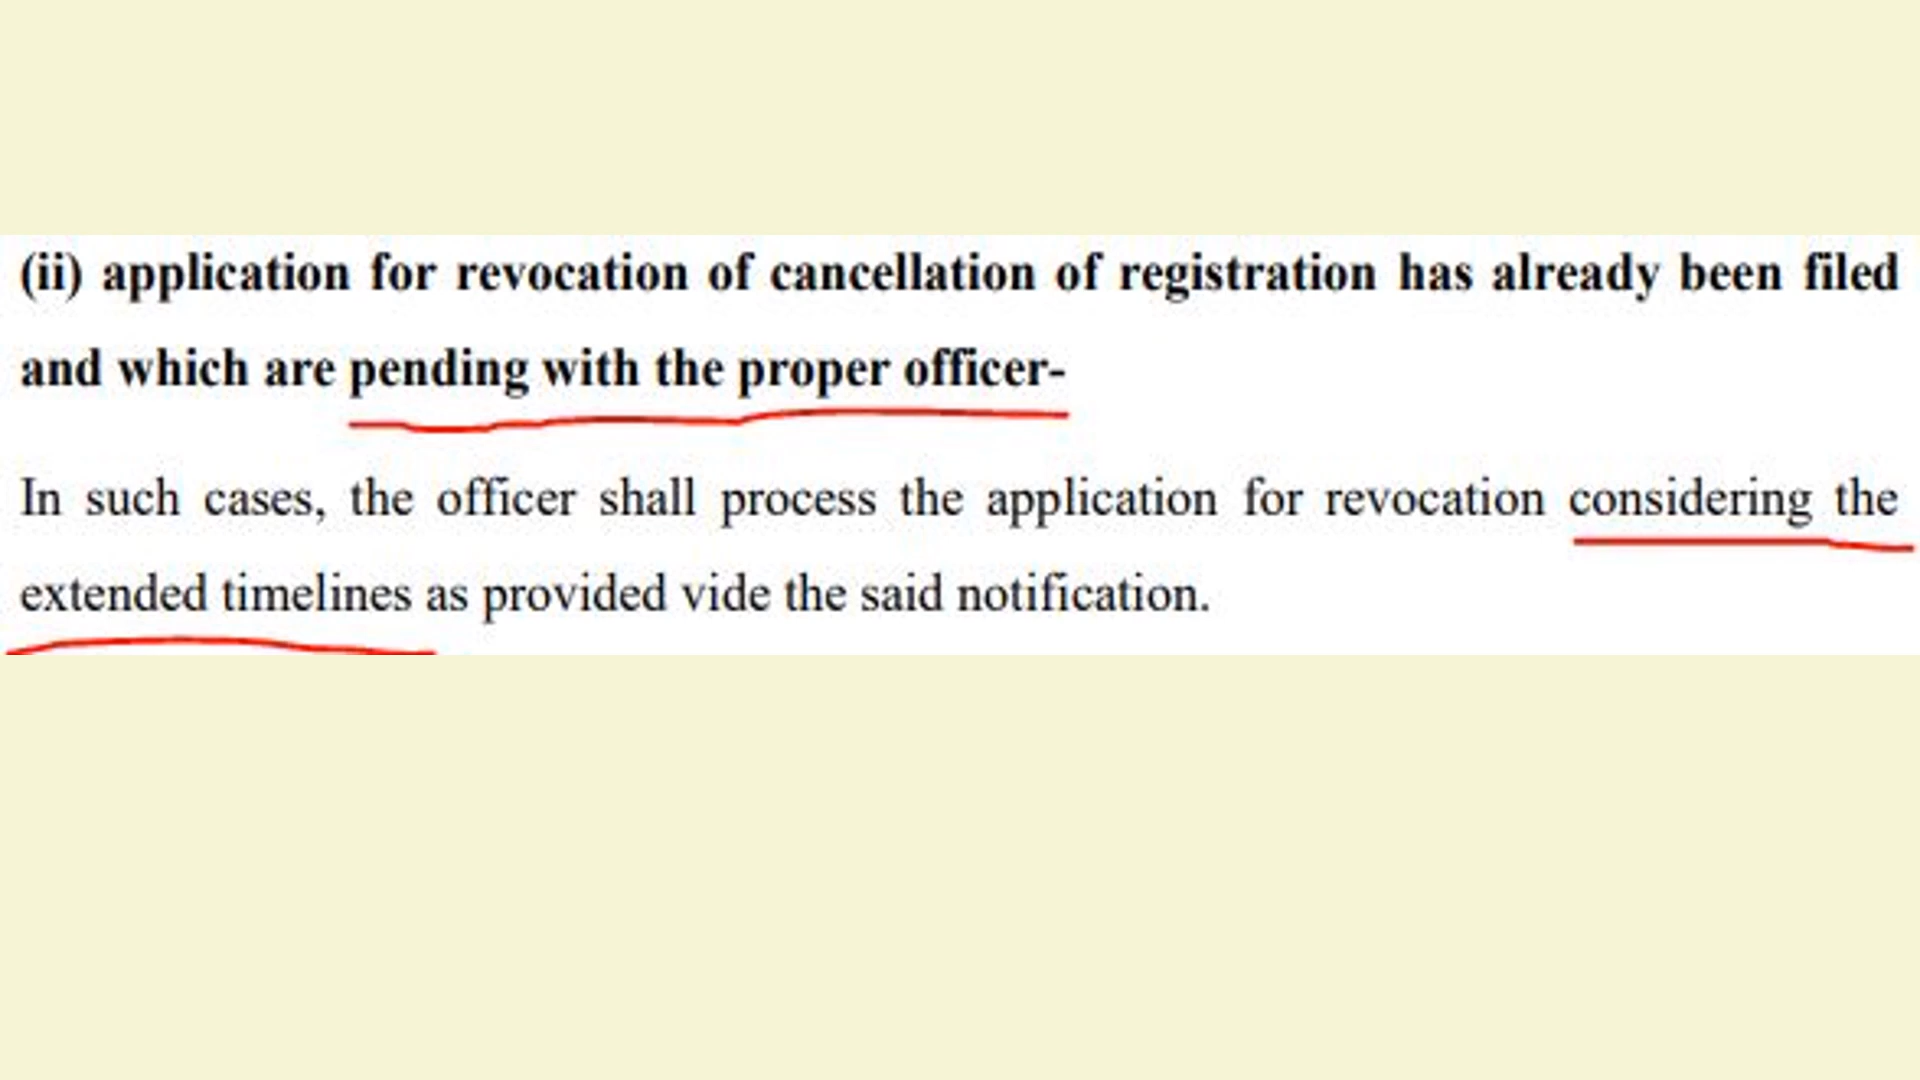 (ii) application for revocation of cancellation of registration has already been filed
and which are pending with the proper officer-
In such cases, the officer shall process the application for revocation considering the
extended timelines as provided vide the said notification.